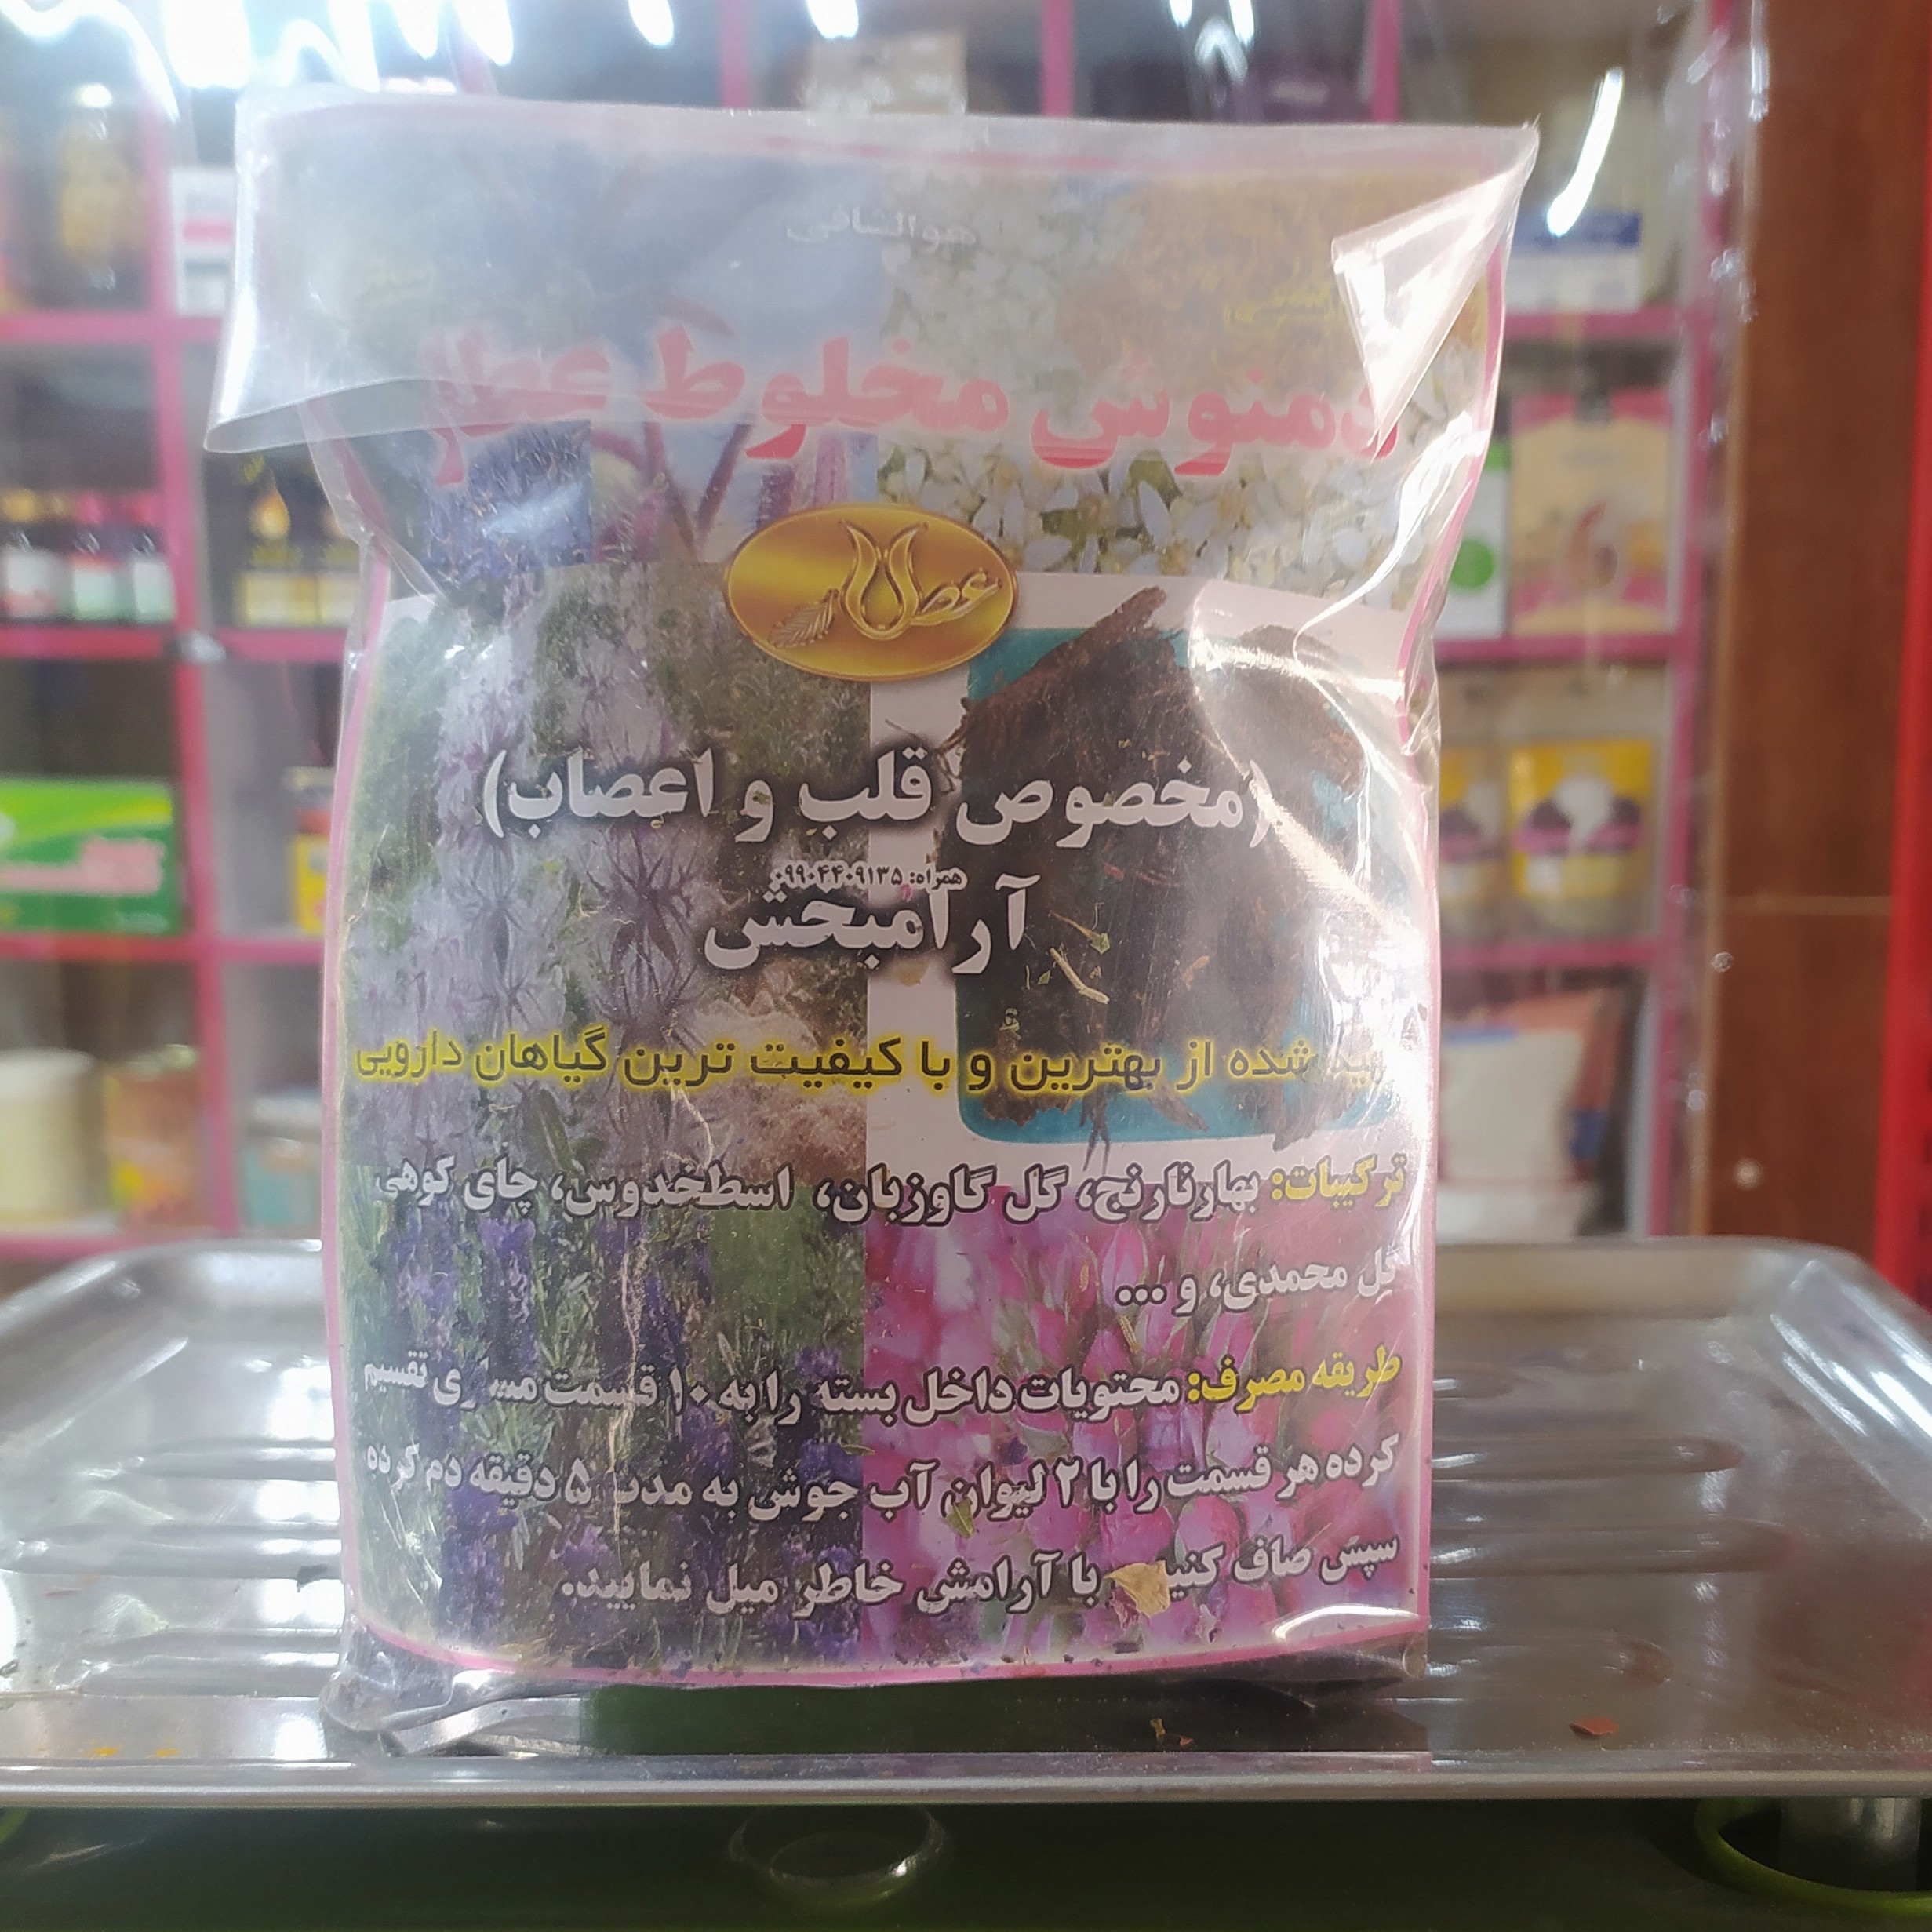 هوالشافی
دمنوش مخلوط عطار
عطار
(مخصوص قلب و اعصاب)
همراه: ۰۹۹۰۴۴۰۹۱۳۵
آرامبخش
شده از بهترین و با کیفیت ترین گیاهان دارویی
ترکیبات: بهارنارنج، گل گاوزبان، اسطخدوس، چای کوهی
گل محمدی، و ...
طریقه مصرف: محتویات داخل بسته را به ۱۰ قسمت مساوی تقسیم
کرده هر قسمت را با ۲ لیوان آب جوش به مدت ۵ دقیقه دم کرده
سپس صاف کنید با آرامش خاطر میل نمایید.